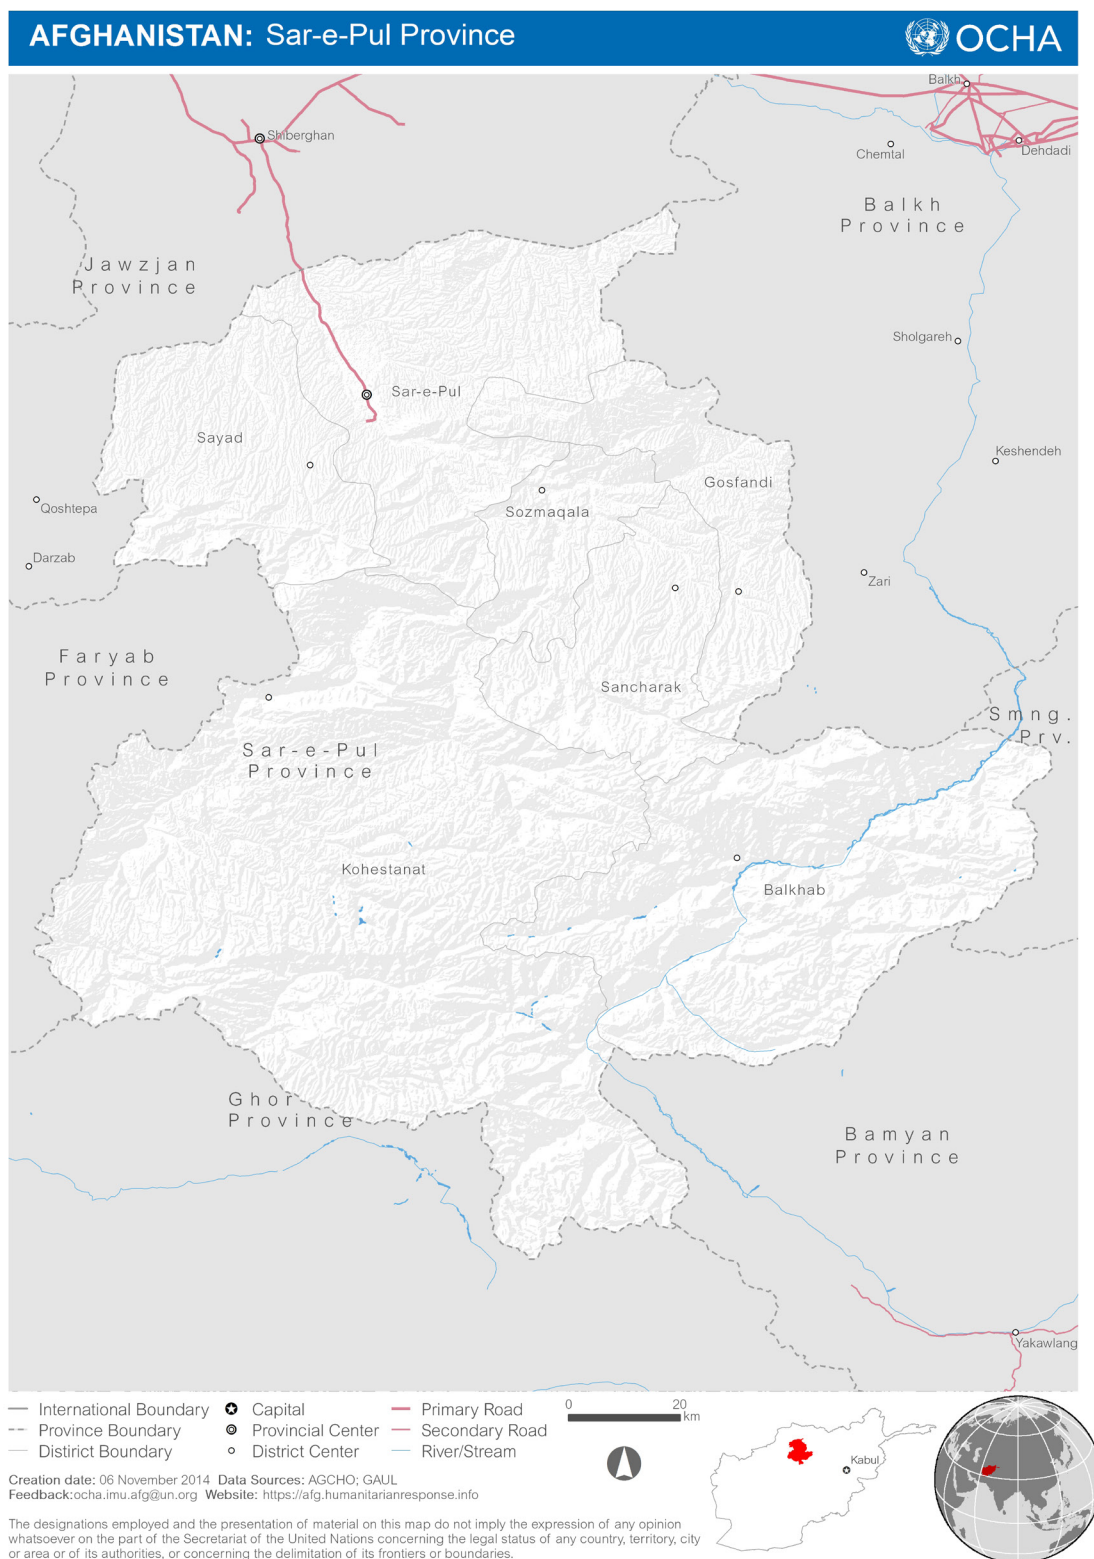 AFGHANISTAN: Sar-e-Pul Province
OCHA
Balkh
Shiberghan
Chemtal
Dehdadi
Balkh
Province
Jawzjan
Province
Sholgareh
Sar-e-Pul
Sayad
Keshendeh
Gosfandi
Qoshtepa
Sozmaqala
Darzab
Zari
Faryab
Province
Sancharak
Smng.
Prv.
Sar-e-Pul
Province
Kohestanat
Balkhab
Ghor
Province
Bamyan
Province
Yakawlang
International Boundary
Province Boundary
Disctrict Boundary
Capital
Provincial Center
District Center
Primary Road
Secondary Road
River/Stream
0 20
km
Kabul
Creation date: 06 November 2014 Data Sources: AGCHO; GAUL
Feedback:ocha.imu.afg@un.org Website: https://afg.humanitarianresponse.info
The designations employed and the presentation of material on this map do not imply the expression of any opinion
whatsoever on the part of the Secretariat of the United Nations concerning the legal status of any country, territory, city
or area or of its authorities, or concerning the delimitation of its frontiers or boundaries.